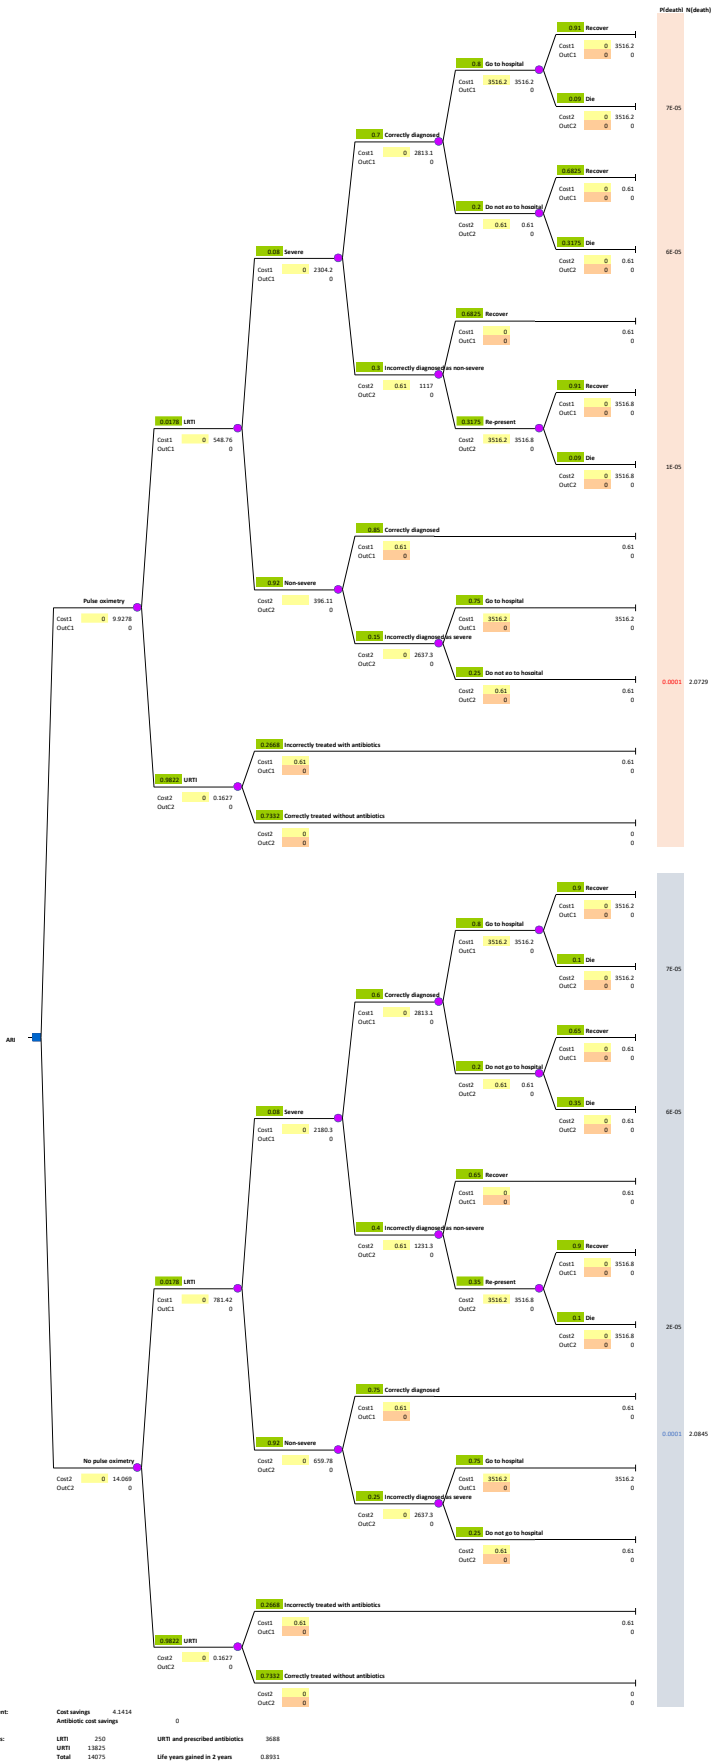 P(death) N(death)
0.91 Recover
Cost1 0 3516.2
OutC1 0 0
0.8 Go to hospital
Cost1 3516.2 3516.2
OutC1 0
0.09 Die
Cost2 0 3516.2
OutC2 0 0
7E-05
0.7 Correctly diagnosed
Cost1 0 2813.1
OutC1 0
0.6825 Recover
Cost1 0 0.61
OutC1 0 0
0.2 Do not go to hospital
Cost2 0.61 0.61
OutC2 0
0.3175 Die
Cost2 0 0.61
OutC2 0 0
6E-05
0.08 Severe
Cost1 0 2304.2
OutC1 0
0.6825 Recover
Cost1 0 0.61
OutC1 0 0
0.3 Incorrectly diagnosed as non-severe
Cost2 0.61 1117
OutC2 0
0.91 Recover
Cost1 0 3516.8
OutC1 0 0
0.3175 Re-present
Cost2 3516.2 3516.8
OutC2 0
0.09 Die
Cost2 0 3516.8
OutC2 0 0
1E-05
0.0178 LRTI
Cost1 0 548.76
OutC1 0
0.85 Correctly diagnosed
Cost1 0.61 0.61
OutC1 0 0
0.92 Non-severe
Cost2 396.11
OutC2 0
0.75 Go to hospital
Cost1 3516.2 3516.2
OutC1 0 0
0.15 Incorrectly diagnosed as severe
Cost2 0 2637.3
OutC2 0
0.25 Do not go to hospital
Cost2 0.61 0.61
OutC2 0 0
0.0001 2.0729
Pulse oximetry
Cost1 0 9.9278
OutC1 0
0.2668 Incorrectly treated with antibiotics
Cost1 0.61 0.61
OutC1 0 0
0.9822 URTI
Cost2 0 0.1627
OutC2 0
0.7332 Correctly treated without antibiotics
Cost2 0 0
OutC2 0 0
0.9 Recover
Cost1 0 3516.2
OutC1 0 0
0.8 Go to hospital
Cost1 3516.2 3516.2
OutC1 0
0.1 Die
Cost2 0 3516.2
OutC2 0 0
7E-05
0.6 Correctly diagnosed
Cost1 0 2813.1
OutC1 0
ARI
0.65 Recover
Cost1 0 0.61
OutC1 0 0
0.2 Do not go to hospital
Cost2 0.61 0.61
OutC2 0
0.35 Die
Cost2 0 0.61
OutC2 0 0
6E-05
0.08 Severe
Cost1 0 2180.3
OutC1 0
0.65 Recover
Cost1 0 0.61
OutC1 0 0
0.4 Incorrectly diagnosed as non-severe
Cost2 0.61 1231.3
OutC2 0
0.9 Recover
Cost1 0 3516.8
OutC1 0 0
0.35 Re-present
Cost2 3516.2 3516.8
OutC2 0
0.1 Die
Cost2 0 3516.8
OutC2 0 0
2E-05
0.0178 LRTI
Cost1 0 781.42
OutC1 0
0.75 Correctly diagnosed
Cost1 0.61 0.61
OutC1 0 0
0.0001 2.0845
0.92 Non-severe
Cost2 0 659.78
OutC2 0
0.75 Go to hospital
Cost1 3516.2 3516.2
OutC1 0 0
0.25 Incorrectly diagnosed as severe
Cost2 0 2637.3
OutC2 0
0.25 Do not go to hospital
Cost2 0.61 0.61
OutC2 0 0
No pulse oximetry
Cost2 0 14.069
OutC2 0
0.2668 Incorrectly treated with antibiotics
Cost1 0.61 0.61
OutC1 0 0
0.9822 URTI
Cost2 0 0.1627
OutC2 0
0.7332 Correctly treated without antibiotics
Cost2 0 0
OutC2 0 0
nt: Cost savings 4.1414
Antibiotic cost savings 0
s: LRTI 250 URTI and prescribed antibiotics 3688
URTI 13825
Total 14075 Life years gained in 2 years 0.8931